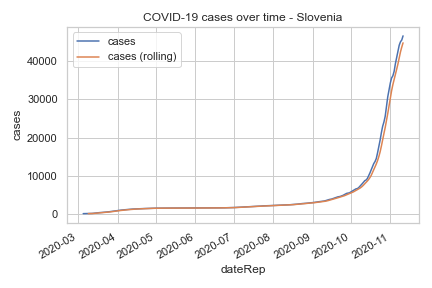 COVID-19 cases over time - Slovenia
cases
cases (rolling)
40000
30000
20000
10000
0
cases
2020-03
2020-04
2020-05
2020-06
2020-07
2020-08
2020-09
2020-10
2020-11
dateRep